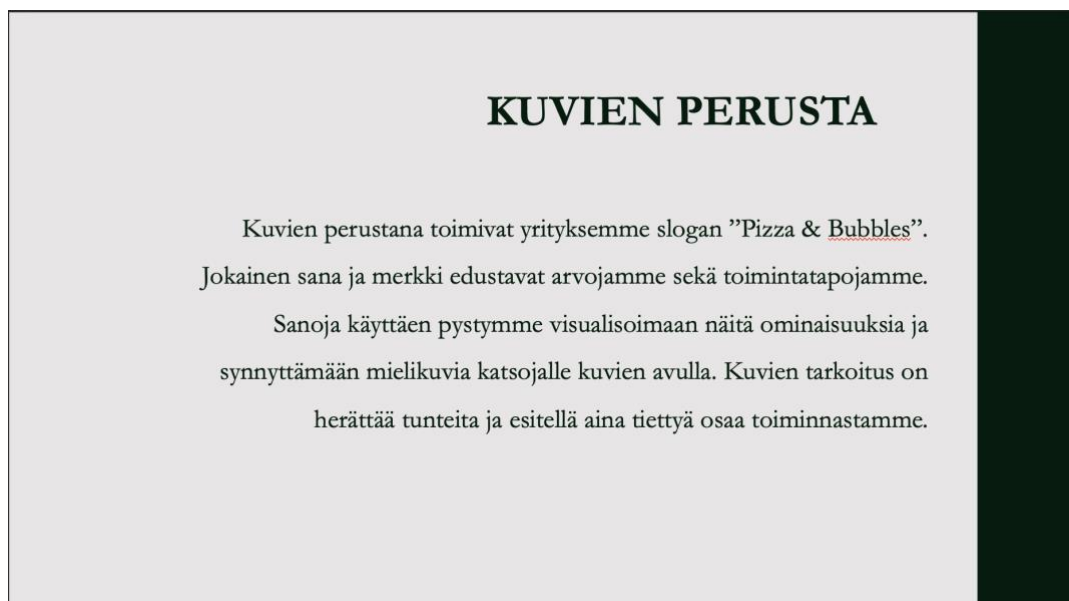 KUVIEN PERUSTA
Kuvien perustana toimivat yrityksemme slogan ”Pizza & Bubbles”.
Jokainen sana ja merkki edustavat arvojamme sekä toimintatapojamme.
Sanoja käyttäen pystymme visualisoimaan näitä ominaisuuksia ja
synnyttämään mielikuvia katsojalle kuvien avulla. Kuvien tarkoitus on
herättää tunteita ja esitellä aina tiettyä osaa toiminnastamme.